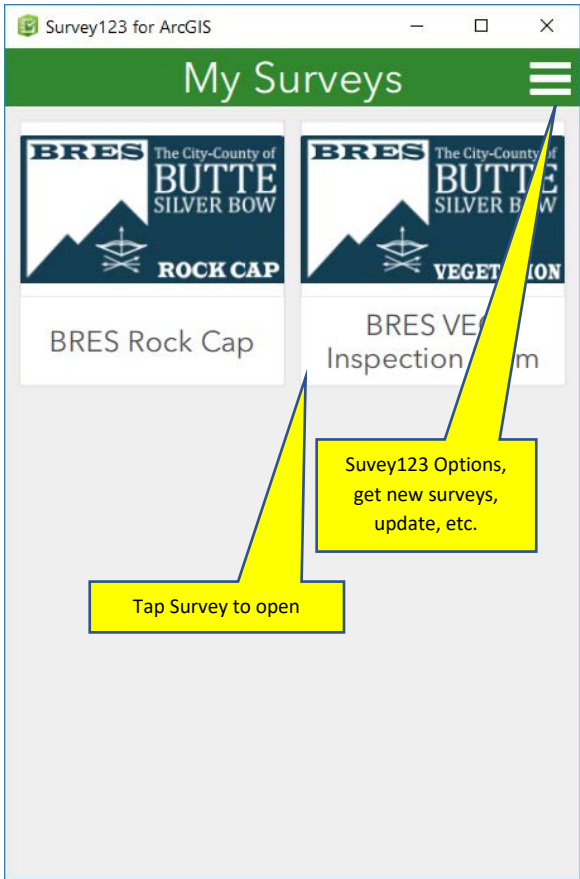 Survey123 for ArcGIS
My Surveys
BRES
The City-County of
BUTTE
SILVER BOW
ROCK CAP
BRES Rock Cap
BRES
The City-County of
BUTTE
SILVER BOW
BRES
Inspection
Suvey123 Options,
get new surveys,
update, etc.
Tap Survey to open